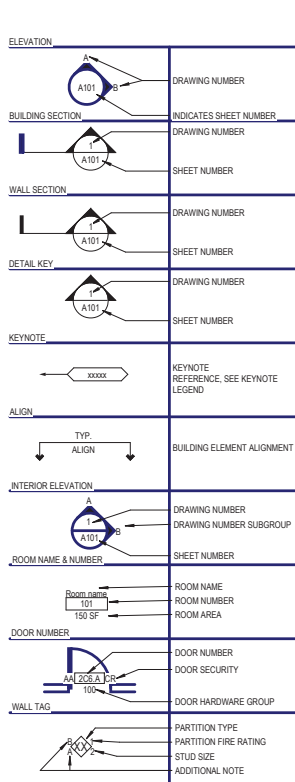 ELEVATION
A
B
A101
DRAWING NUMBER
INDICATES SHEET NUMBER
BUILDING SECTION
1
A101
DRAWING NUMBER
SHEET NUMBER
WALL SECTION
1
A101
DRAWING NUMBER
SHEET NUMBER
DETAIL KEY
1
A101
DRAWING NUMBER
SHEET NUMBER
KEYNOTE
xxxxx
KEYNOTE
REFERENCE, SEE KEYNOTE
LEGEND
ALIGN
TYP.
ALIGN
BUILDING ELEMENT ALIGNMENT
INTERIOR ELEVATION
A
1
B
A101
DRAWING NUMBER
DRAWING NUMBER SUBGROUP
SHEET NUMBER
ROOM NAME & NUMBER
Room name
101
150 SF
ROOM NAME
ROOM NUMBER
ROOM AREA
DOOR NUMBER
AA 2C6.A CR
100
DOOR NUMBER
DOOR SECURITY
DOOR HARDWARE GROUP
WALL TAG
B 1
XX
A 2
PARTITION TYPE
PARTITION FIRE RATING
STUD SIZE
ADDITIONAL NOTE